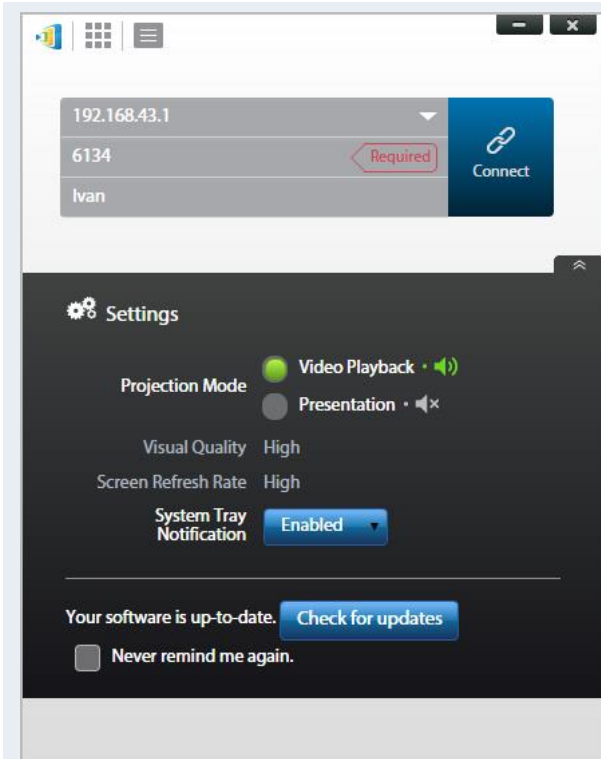 192.168.43.1
6134 Required
Ivan
Connect
Settings
Projection Mode
Video Playback
Presentation
Visual Quality High
Screen Refresh Rate High
System Tray
Notification
Enabled
Your software is up-to-date. Check for updates
Never remind me again.